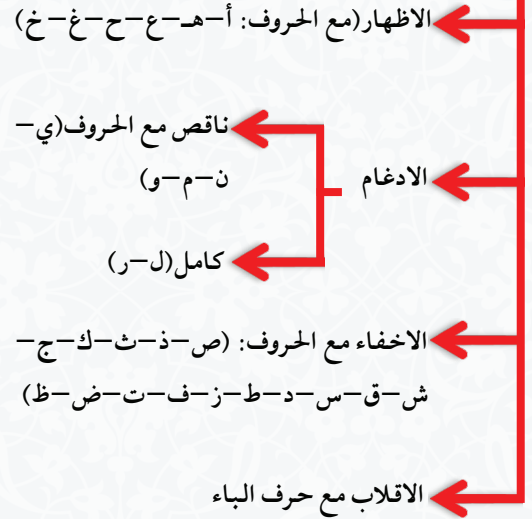 الاظهار(مع الحروف: أ–هـ–ع–ح–غ–خ)
الادغام
ناقص مع الحروف(ي–
ن–م–و)
كامل(ل–ر)
الاخفاء مع الحروف: (ص–ذ–ث–ك–ج–
ش–ق–س–د–ط–ز–ف–ت–ض–ظ)
الاقلاب مع حرف الباء